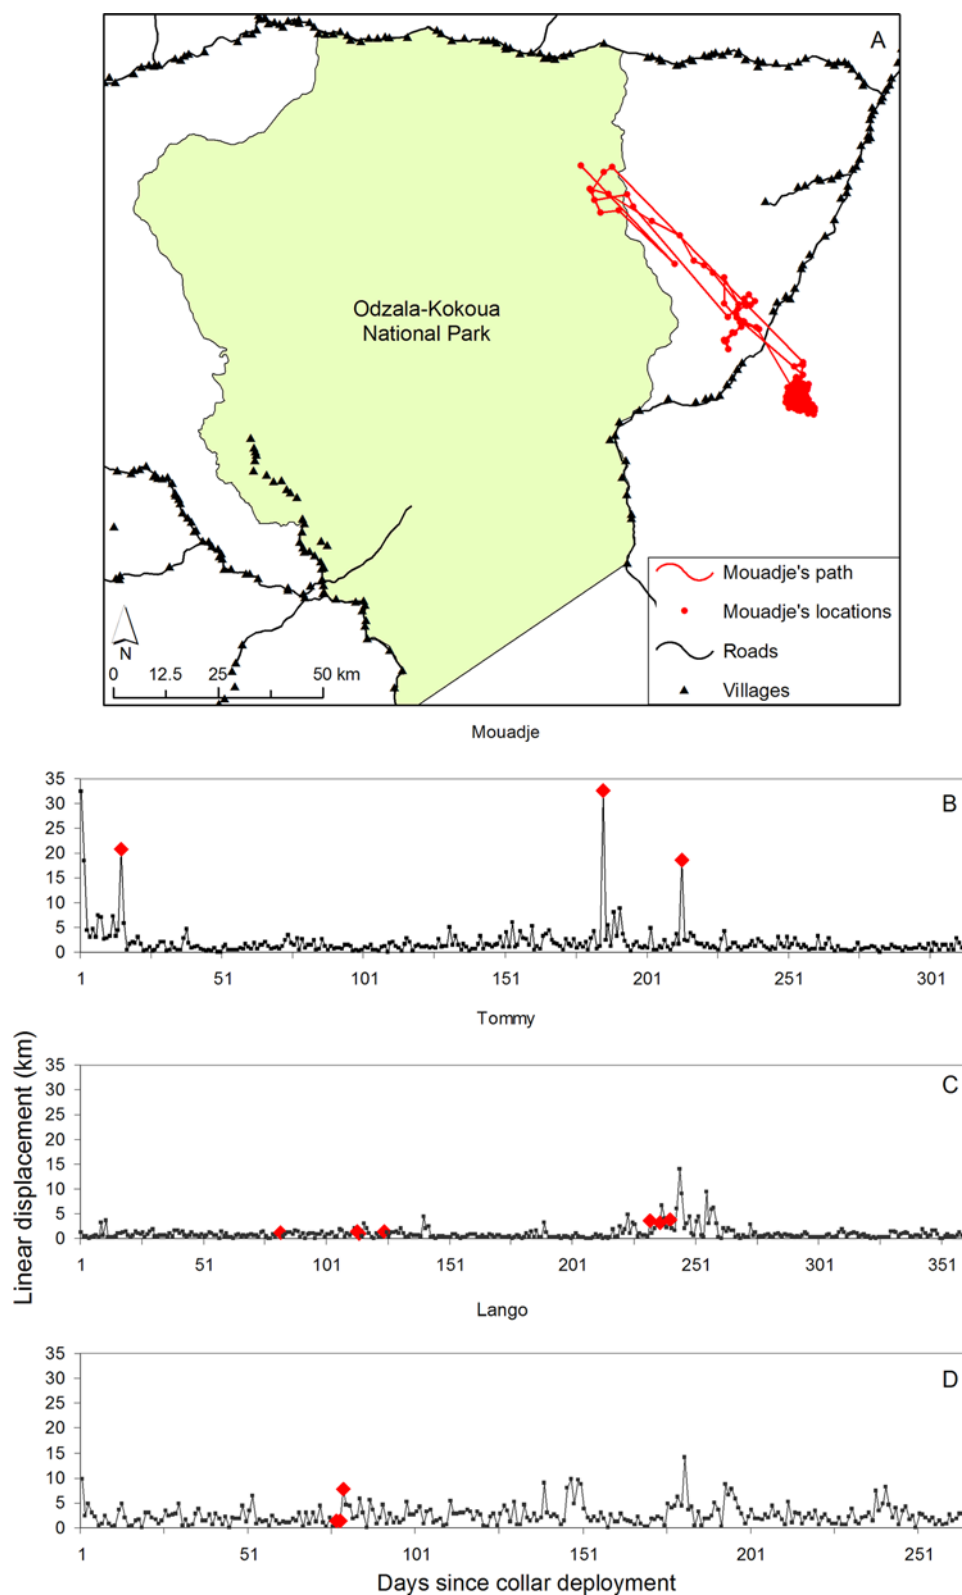 A
Odzala-Kokoua
National Park
Mouadje's path
Mouadje's locations
Roads
Villages
N
0 12.5 25 50 km
Mouadje
B
35
30
25
20
15
10
5
0
1 51 101 151 201 251 301
Tommy
Linear displacement (km)
C
35
30
25
20
15
10
5
0
1 51 101 151 201 251 301 351
Lango
D
35
30
25
20
15
10
5
0
1 51 101 151 201 251
Days since collar deployment